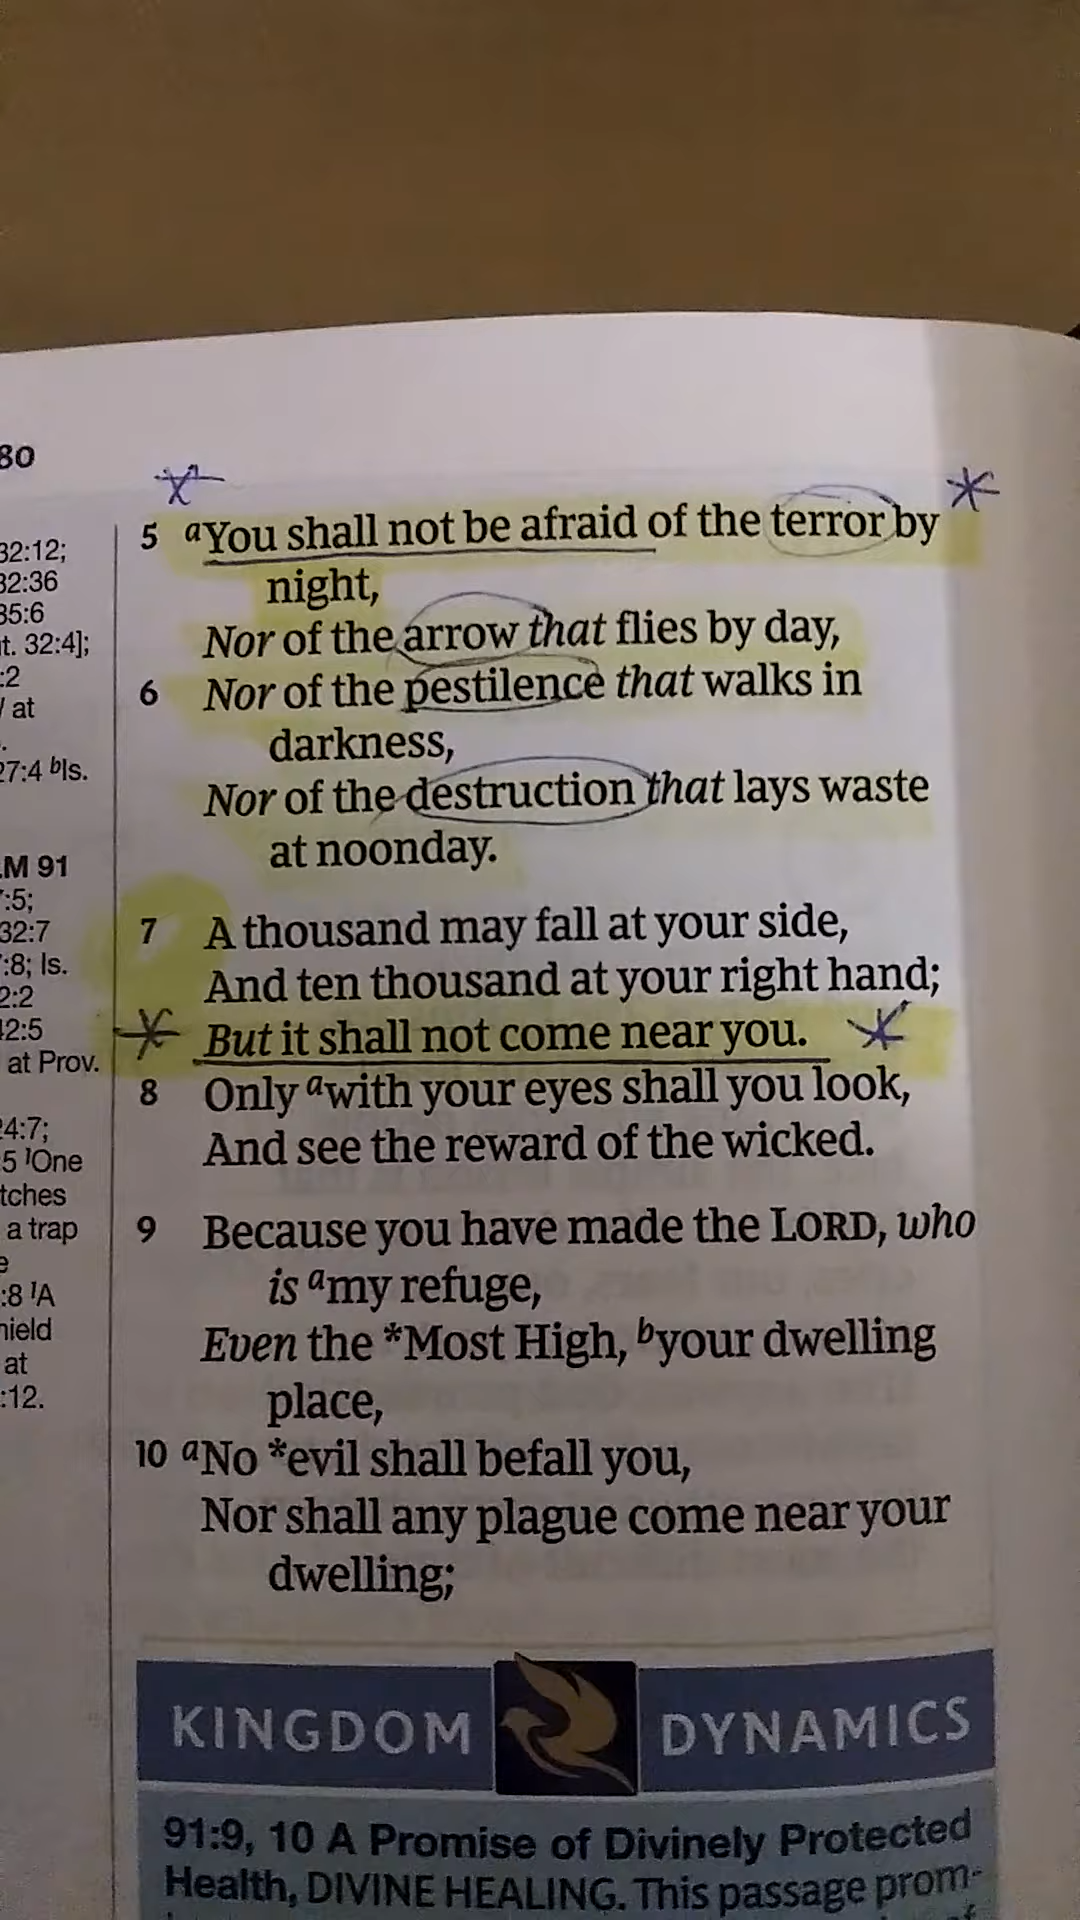 80
32:12;
32:36
35:6
t. 32:4];
:2
at
27:4 bIs.
M 91
:5;
32:7
:8; Is.
2:2
42:5
at Prov.
24:7;
5 1One
tches
a trap
:8 1A
hield
at
:12.
5 aYou shall not be afraid of the terror by
night,
Nor of the arrow that flies by day,
6 Nor of the pestilence that walks in
darkness,
Nor of the destruction that lays waste
at noonday.
7 A thousand may fall at your side,
And ten thousand at your right hand;
But it shall not come near you.
8 Only awith your eyes shall you look,
And see the reward of the wicked.
9 Because you have made the LORD, who
is amy refuge,
Even the *Most High, byour dwelling
place,
10 aNo *evil shall befall you,
Nor shall any plague come near your
dwelling;
KINGDOM DYNAMICS
91:9, 10 A Promise of Divinely Protected
Health, DIVINE HEALING. This passage prom-